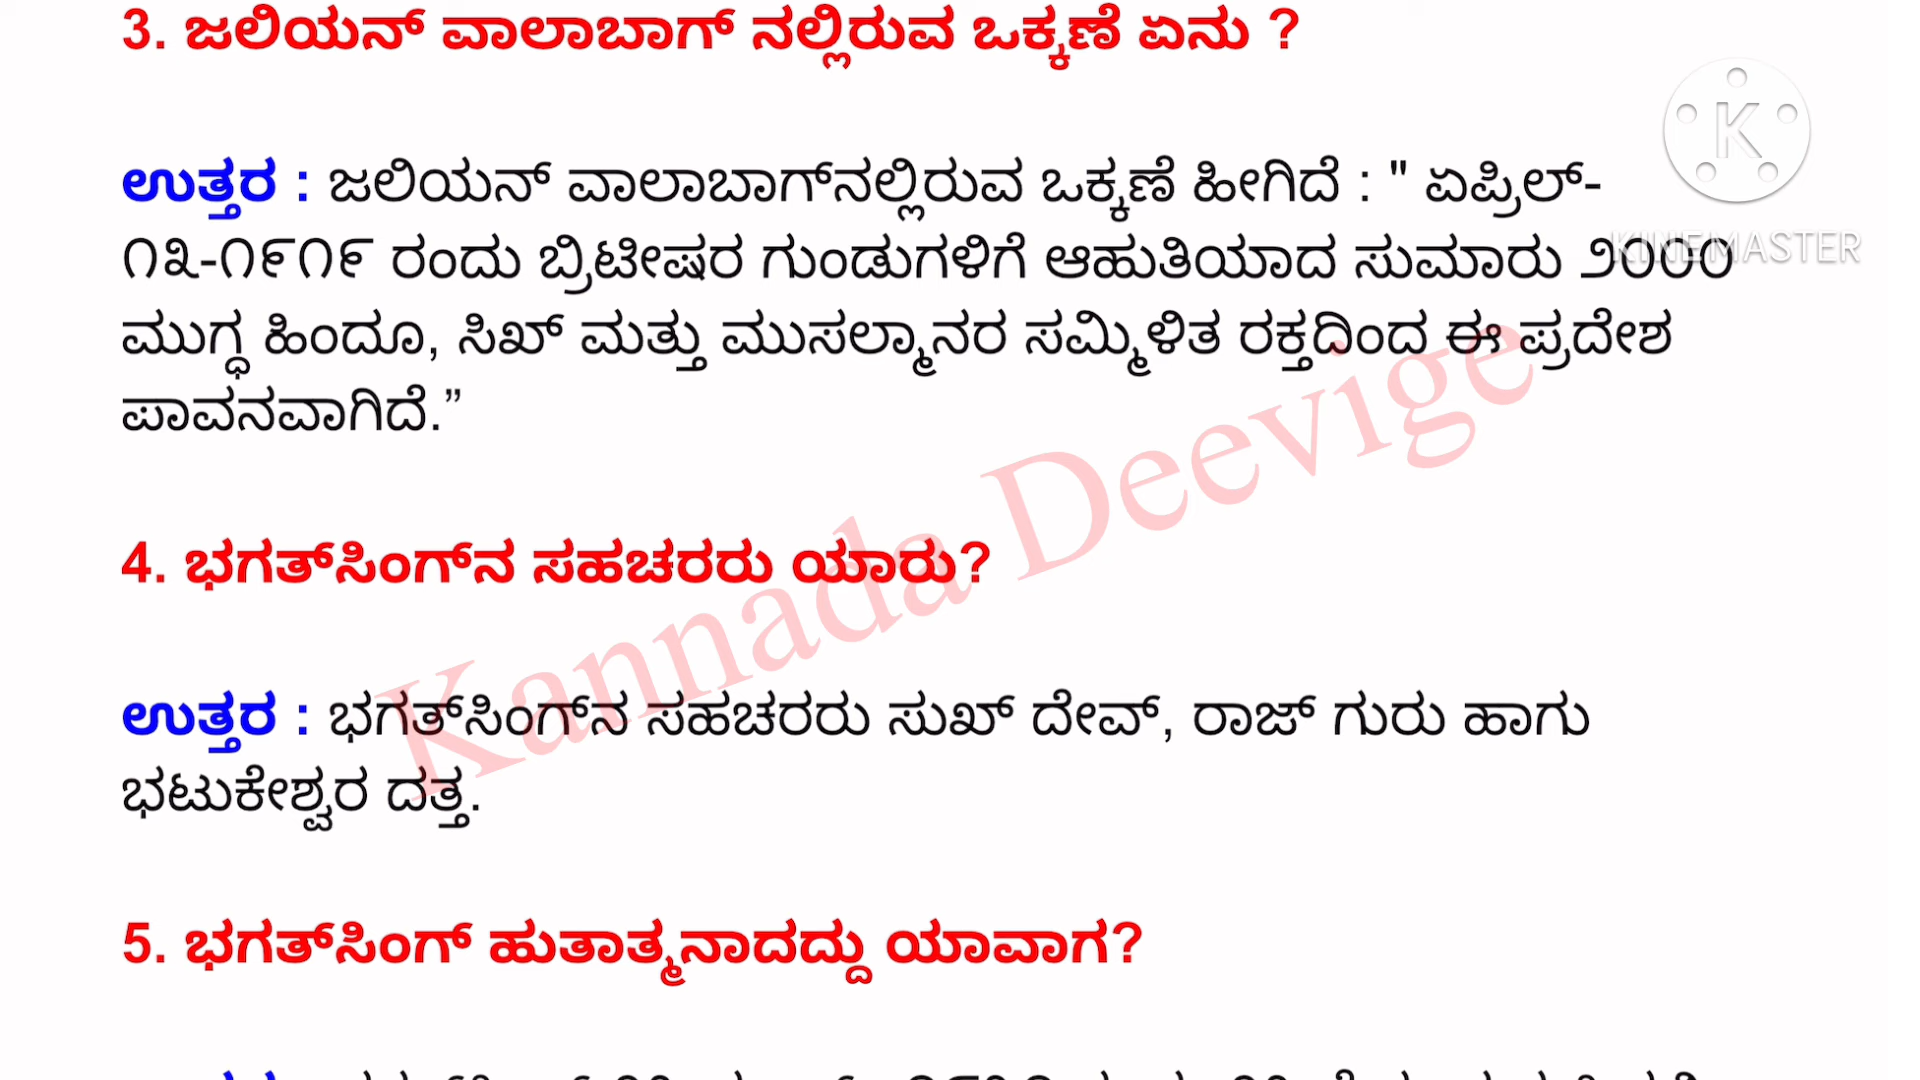 3. ಜಲಿಯನ್ ವಾಲಾಬಾಗ್ ನಲ್ಲಿರುವ ಒಕ್ಕಣೆ ಏನು ?
K
KINEMASTER
ಉತ್ತರ : ಜಲಿಯನ್ ವಾಲಾಬಾಗ್‌ನಲ್ಲಿರುವ ಒಕ್ಕಣೆ ಹೀಗಿದೆ : " ಏಪ್ರಿಲ್-
೧೩-೧೯೧೯ ರಂದು ಬ್ರಿಟೀಷರ ಗುಂಡುಗಳಿಗೆ ಆಹುತಿಯಾದ ಸುಮಾರು ೨೦೦೦
ಮುಗ್ಧ ಹಿಂದೂ, ಸಿಖ್ ಮತ್ತು ಮುಸಲ್ಮಾನರ ಸಮ್ಮಿಳಿತ ರಕ್ತದಿಂದ ಈ ಪ್ರದೇಶ
ಪಾವನವಾಗಿದೆ.”
Kannada Deevige
4. ಭಗತ್‌ಸಿಂಗ್‌ನ ಸಹಚರರು ಯಾರು?
ಉತ್ತರ : ಭಗತ್‌ಸಿಂಗ್‌ನ ಸಹಚರರು ಸುಖ್ ದೇವ್, ರಾಜ್ ಗುರು ಹಾಗು
ಭಟುಕೇಶ್ವರ ದತ್ತ.
5. ಭಗತ್‌ಸಿಂಗ್ ಹುತಾತ್ಮನಾದದ್ದು ಯಾವಾಗ?